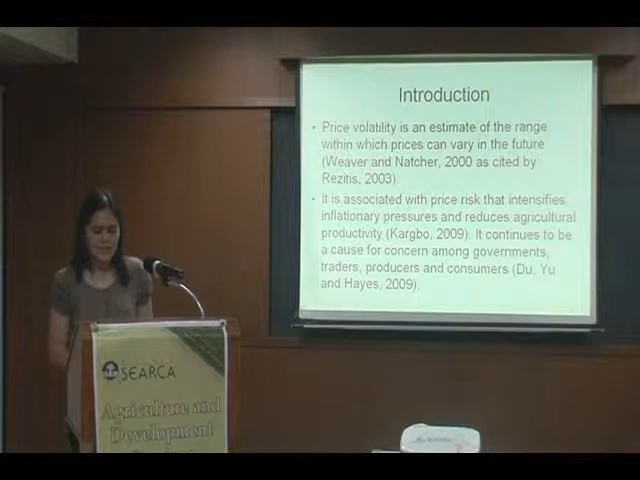 Introduction
• Price volatility is an estimate of the range
within which prices can vary in the future
(Weaver and Natcher, 2000 as cited by
Rezitis, 2003).
• It is associated with price risk that intensifies
inflationary pressures and reduces agricultural
productivity (Kargbo, 2009). It continues to be
a cause for concern among governments,
traders, producers and consumers (Du, Yu
and Hayes, 2009).
SEARCA
Agriculture and
Development